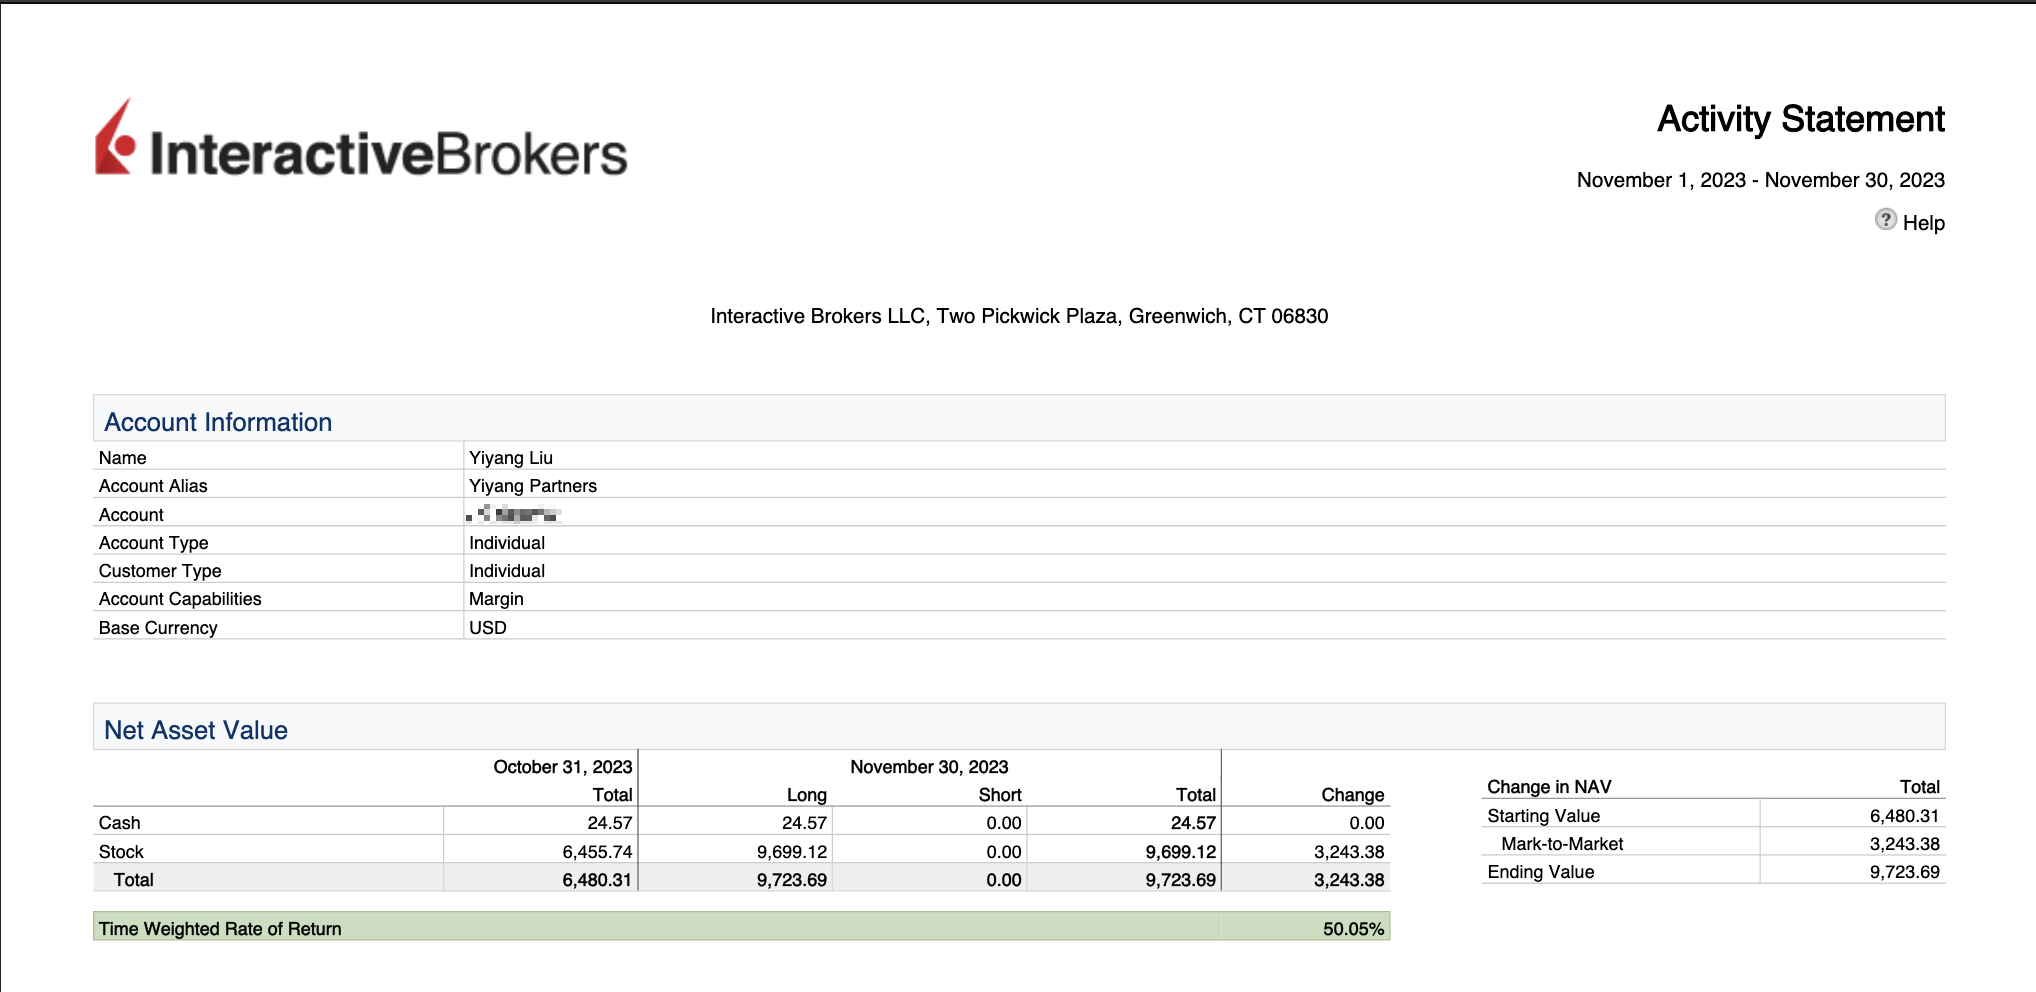 InteractiveBrokers
Activity Statement
November 1, 2023 - November 30, 2023
? Help
Interactive Brokers LLC, Two Pickwick Plaza, Greenwich, CT 06830
Account Information
Name Yiyang Liu
Account Alias Yiyang Partners
Account
Account Type Individual
Customer Type Individual
Account Capabilities Margin
Base Currency USD
Net Asset Value
October 31, 2023 November 30, 2023
Total Long Short Total Change
Cash 24.57 24.57 0.00 24.57 0.00
Stock 6,455.74 9,699.12 0.00 9,699.12 3,243.38
Total 6,480.31 9,723.69 0.00 9,723.69 3,243.38
Time Weighted Rate of Return 50.05%
Change in NAV Total
Starting Value 6,480.31
Mark-to-Market 3,243.38
Ending Value 9,723.69